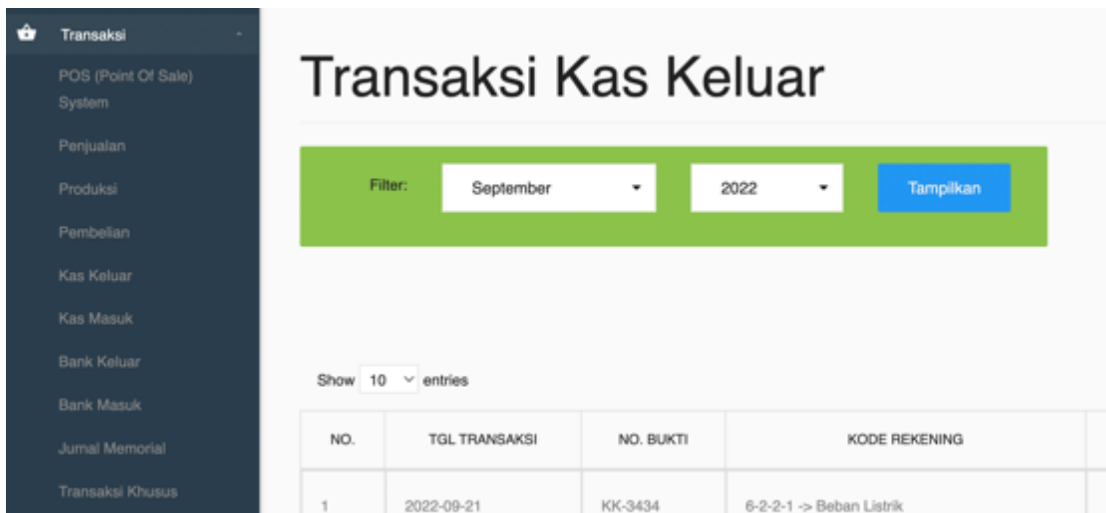 Transaksi
POS (Point Of Sale)
System
Penjualan
Produksi
Pembelian
Kas Keluar
Kas Masuk
Bank Keluar
Bank Masuk
Jurnal Memorial
Transaksi Khusus
Transaksi Kas Keluar
Filter: September 2022 Tampilkan
Show 10 entries
NO. TGL TRANSAKSI NO. BUKTI KODE REKENING
1 2022-09-21 KK-3434 6-2-2-1 -> Beban Listrik